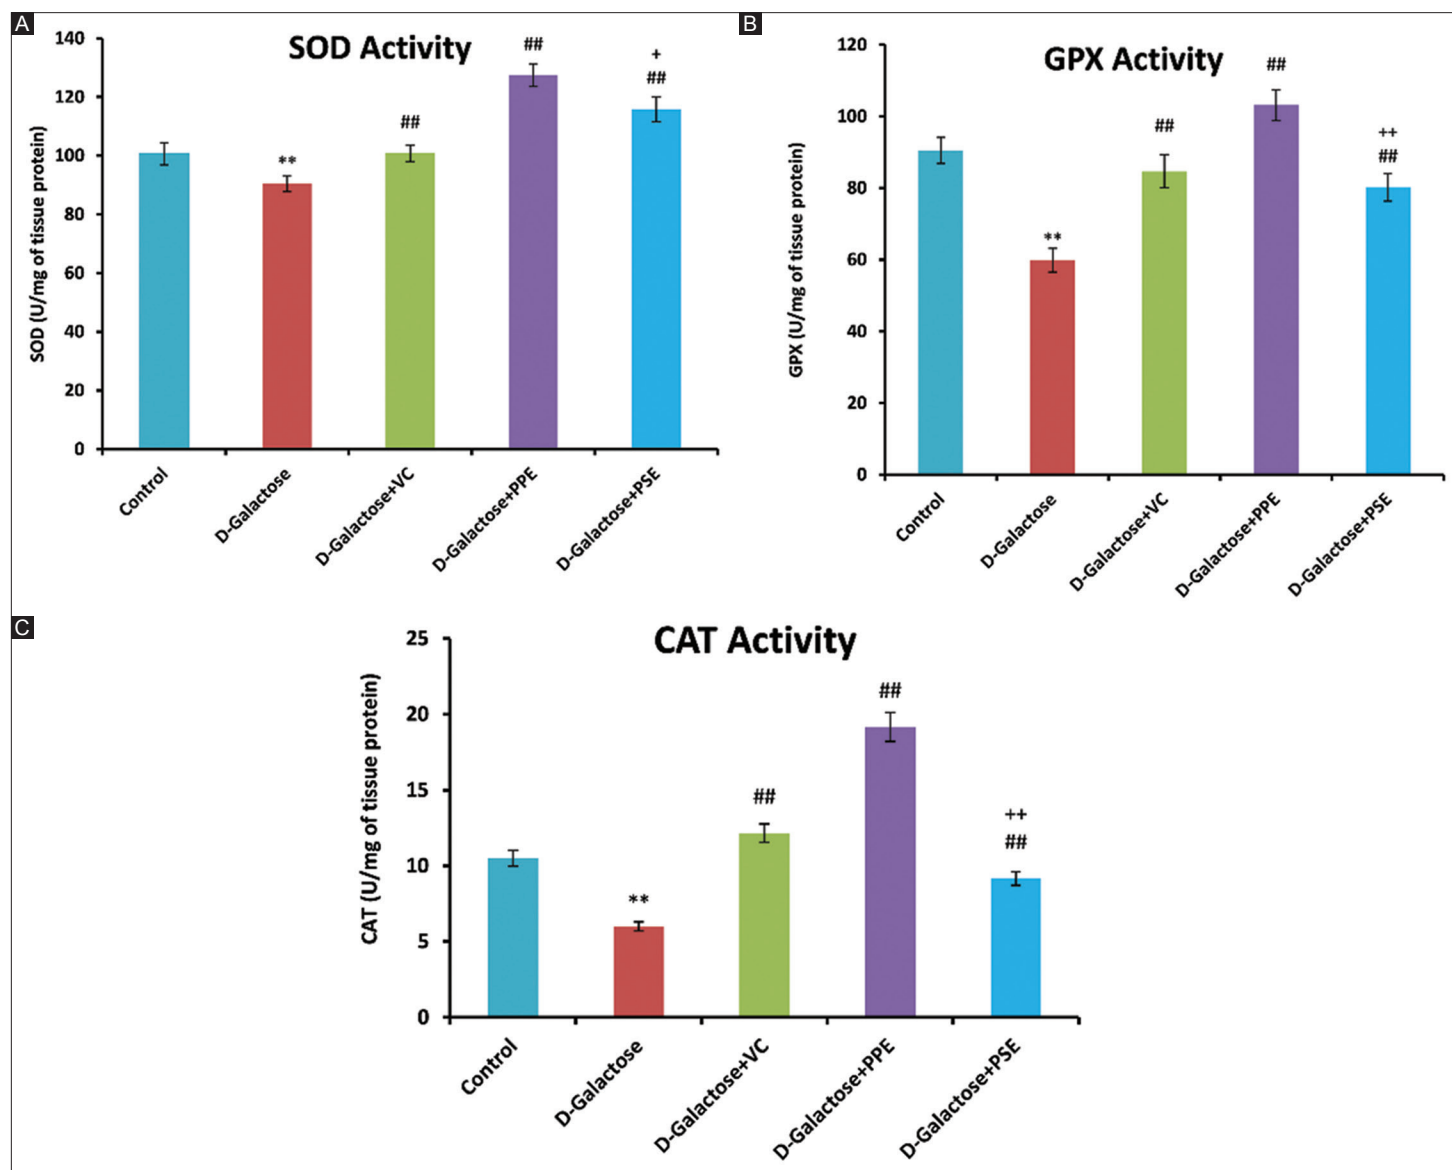 A
SOD Activity
SOD (U/mg of tissue protein)
140
120
100
80
60
40
20
0
**
##
##
+
##
Control
D-Galactose
D-Galactose+VC
D-Galactose+PPE
D-Galactose+PSE
B
GPX Activity
GPX (U/mg of tissue protein)
120
100
80
60
40
20
0
**
##
##
++
##
Control
D-Galactose
D-Galactose+VC
D-Galactose+PPE
D-Galactose+PSE
C
CAT Activity
CAT (U/mg of tissue protein)
25
20
15
10
5
0
**
##
##
++
##
Control
D-Galactose
D-Galactose+VC
D-Galactose+PPE
D-Galactose+PSE